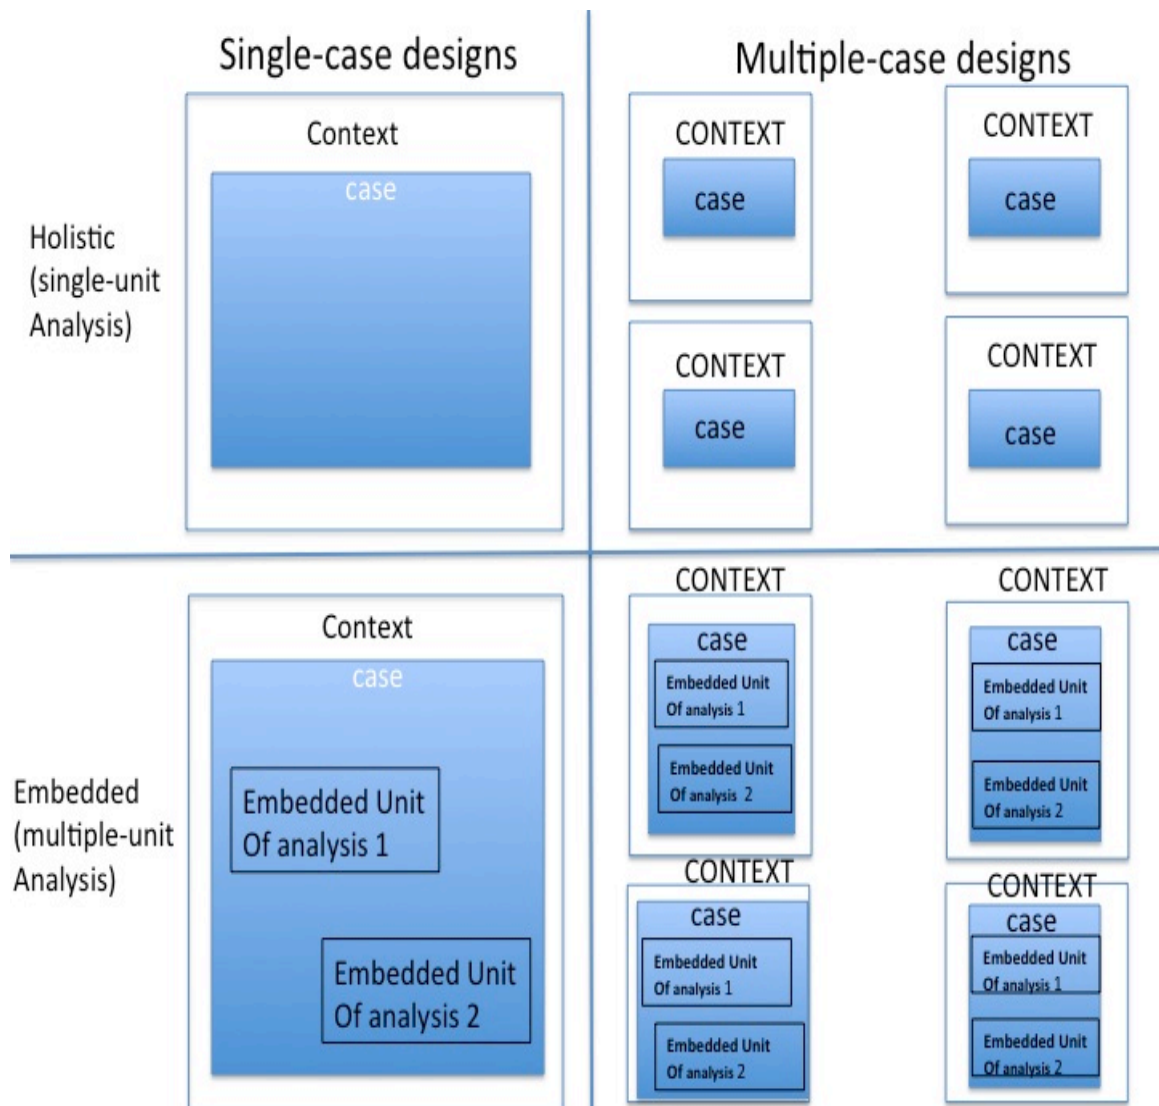 Single-case designs
Multiple-case designs
Holistic
(single-unit
Analysis)
Context
case
CONTEXT
case
CONTEXT
case
CONTEXT
case
CONTEXT
case
Embedded
(multiple-unit
Analysis)
Context
case
Embedded Unit
Of analysis 1
Embedded Unit
Of analysis 2
CONTEXT
case
Embedded Unit
Of analysis 1
Embedded Unit
Of analysis 2
CONTEXT
case
Embedded Unit
Of analysis 1
Embedded Unit
Of analysis 2
CONTEXT
case
Embedded Unit
Of analysis 1
Embedded Unit
Of analysis 2
CONTEXT
case
Embedded Unit
Of analysis 1
Embedded Unit
Of analysis 2